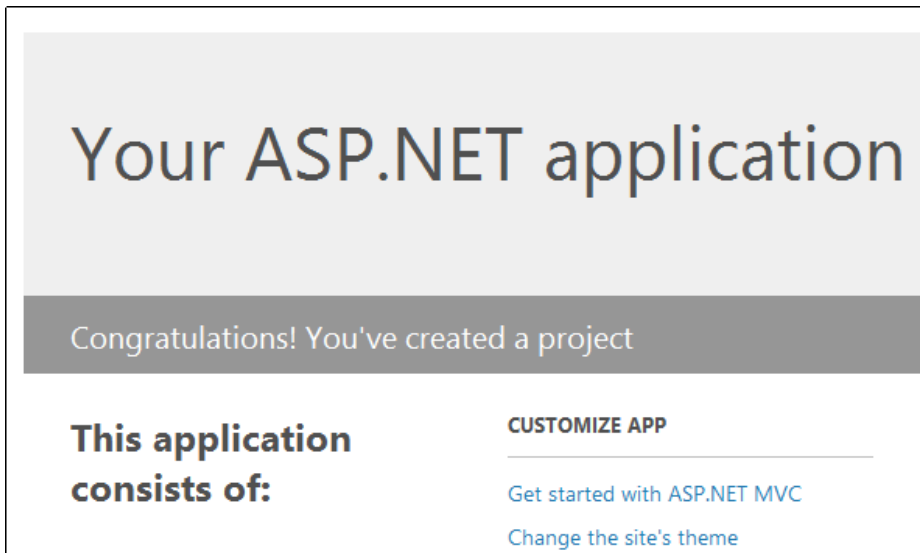 Your ASP.NET application
Congratulations! You've created a project
This application
consists of:
CUSTOMIZE APP
Get started with ASP.NET MVC
Change the site's theme